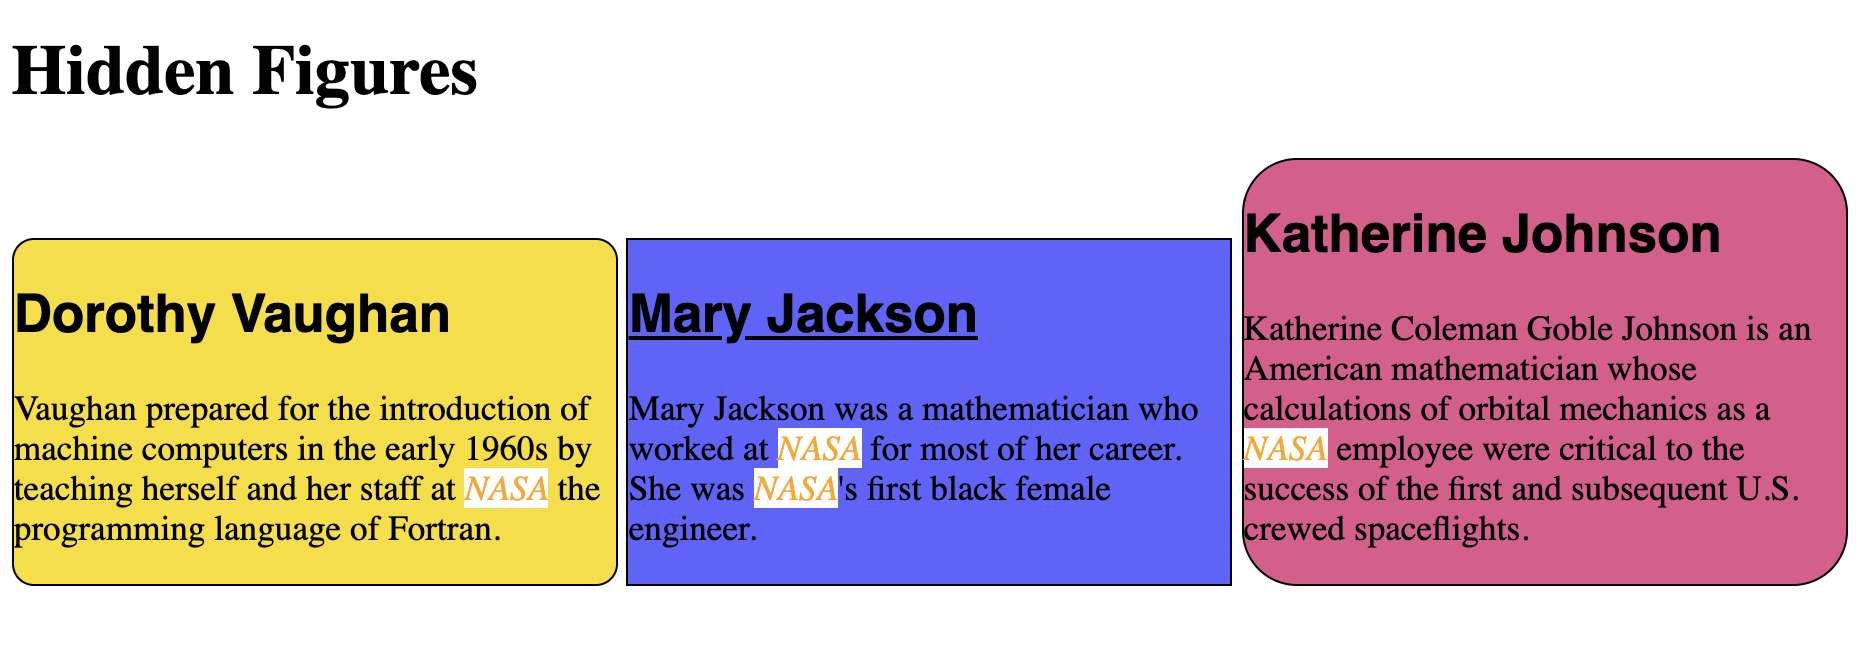 Hidden Figures
Dorothy Vaughan
Vaughan prepared for the introduction of
machine computers in the early 1960s by
teaching herself and her staff at NASA the
programming language of Fortran.
Mary Jackson
Mary Jackson was a mathematician who
worked at NASA for most of her career.
She was NASA's first black female
engineer.
Katherine Johnson
Katherine Coleman Goble Johnson is an
American mathematician whose
calculations of orbital mechanics as a
NASA employee were critical to the
success of the first and subsequent U.S.
crewed spaceflights.